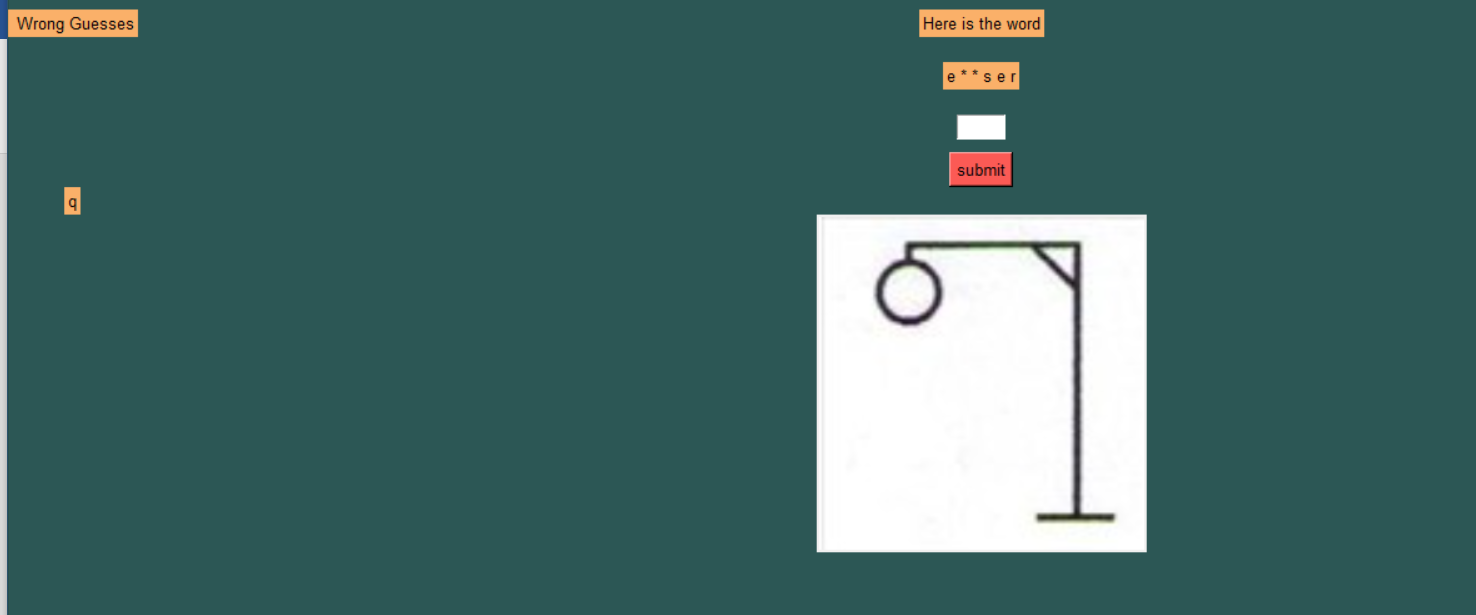 Wrong Guesses
Here is the word
e * * s e r
submit
q